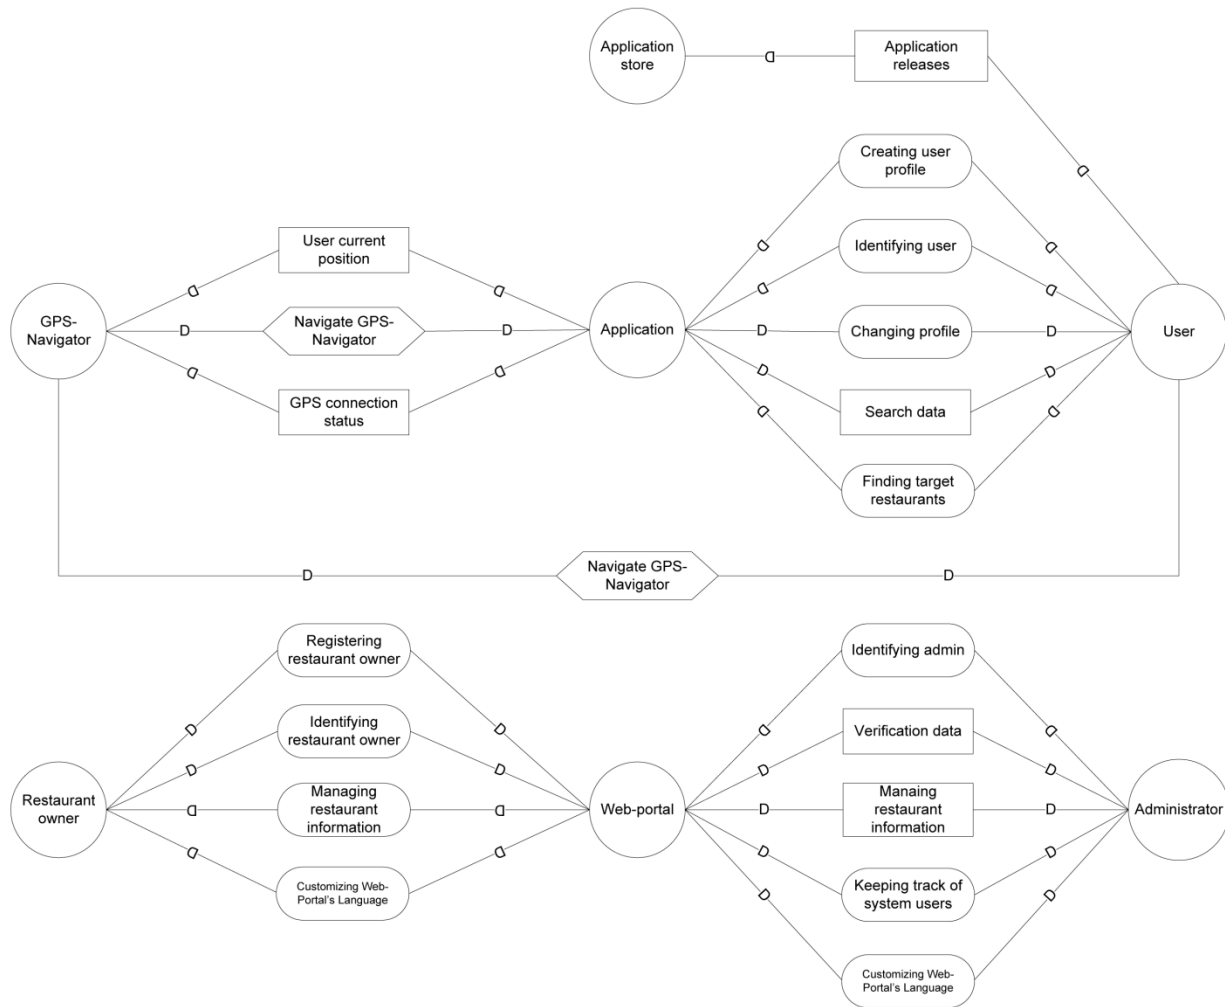 Application
store
D
Application
releases
D
Creating user
profile
D
D
User current
position
D
D
Identifying user
D
D
GPS-
Navigator
D
Navigate GPS-
Navigator
D
Application
D
Changing profile
D
User
D
GPS connection
status
D
D
Search data
D
D
Finding target
restaurants
D
D
Navigate GPS-
Navigator
D
Registering
restaurant owner
D
D
Identifying admin
D
D
Identifying
restaurant owner
D
D
Verification data
D
D
Restaurant
owner
D
Managing
restaurant
information
D
Web-portal
D
Manaing
restaurant
information
D
Administrator
D
Customizing Web-
Portal's Language
D
D
Keeping track of
system users
D
D
Customizing Web-
Portal's Language
D